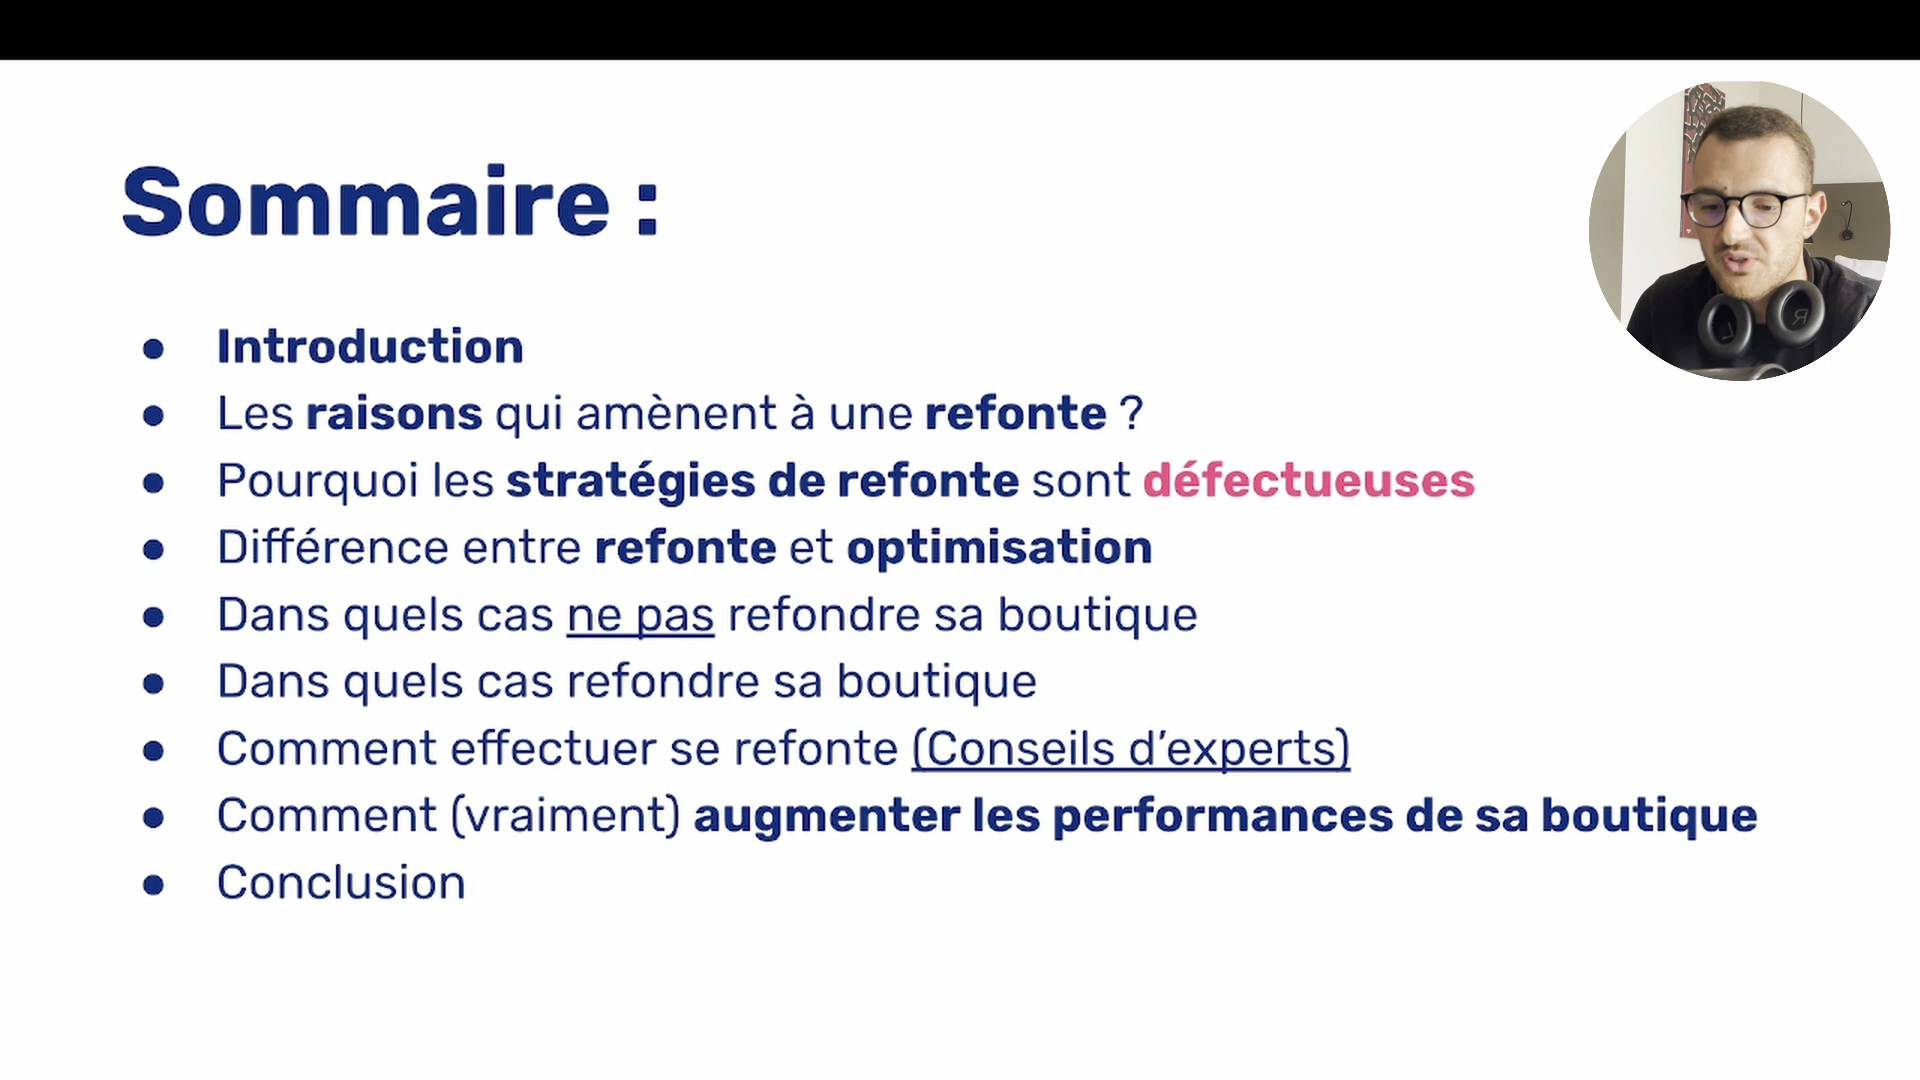 Sommaire :
Introduction
Les raisons qui amènent à une refonte ?
Pourquoi les stratégies de refonte sont défectueuses
Différence entre refonte et optimisation
Dans quels cas ne pas refondre sa boutique
Dans quels cas refondre sa boutique
Comment effectuer se refonte (Conseils d’experts)
Comment (vraiment) augmenter les performances de sa boutique
Conclusion